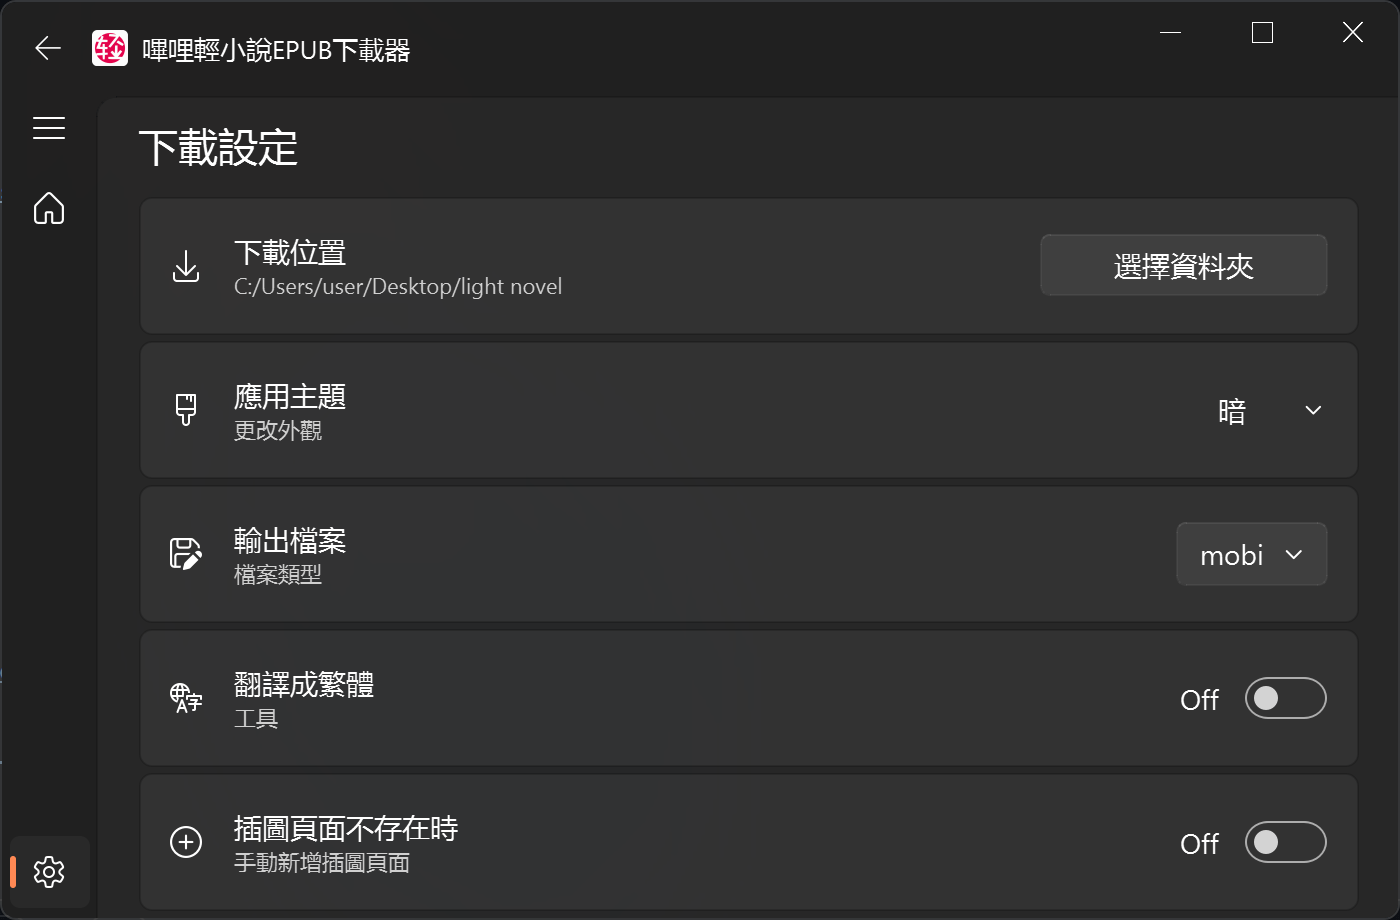 嗶哩輕小說EPUB下載器
下載設定
下載位置
C:/Users/user/Desktop/light novel
選擇資料夾
應用主題
更改外觀
暗
輸出檔案
檔案類型
mobi
翻譯成繁體
工具
Off
插圖頁面不存在時
手動新增插圖頁面
Off